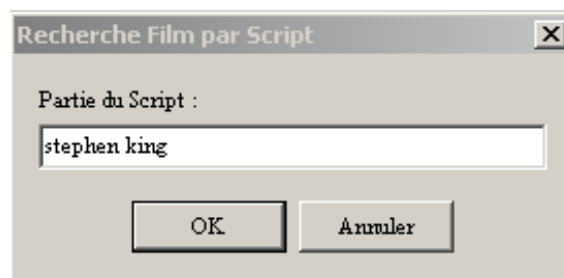 Recherche Film par Script
Partie du Script :
stephen king
OK
Annuler